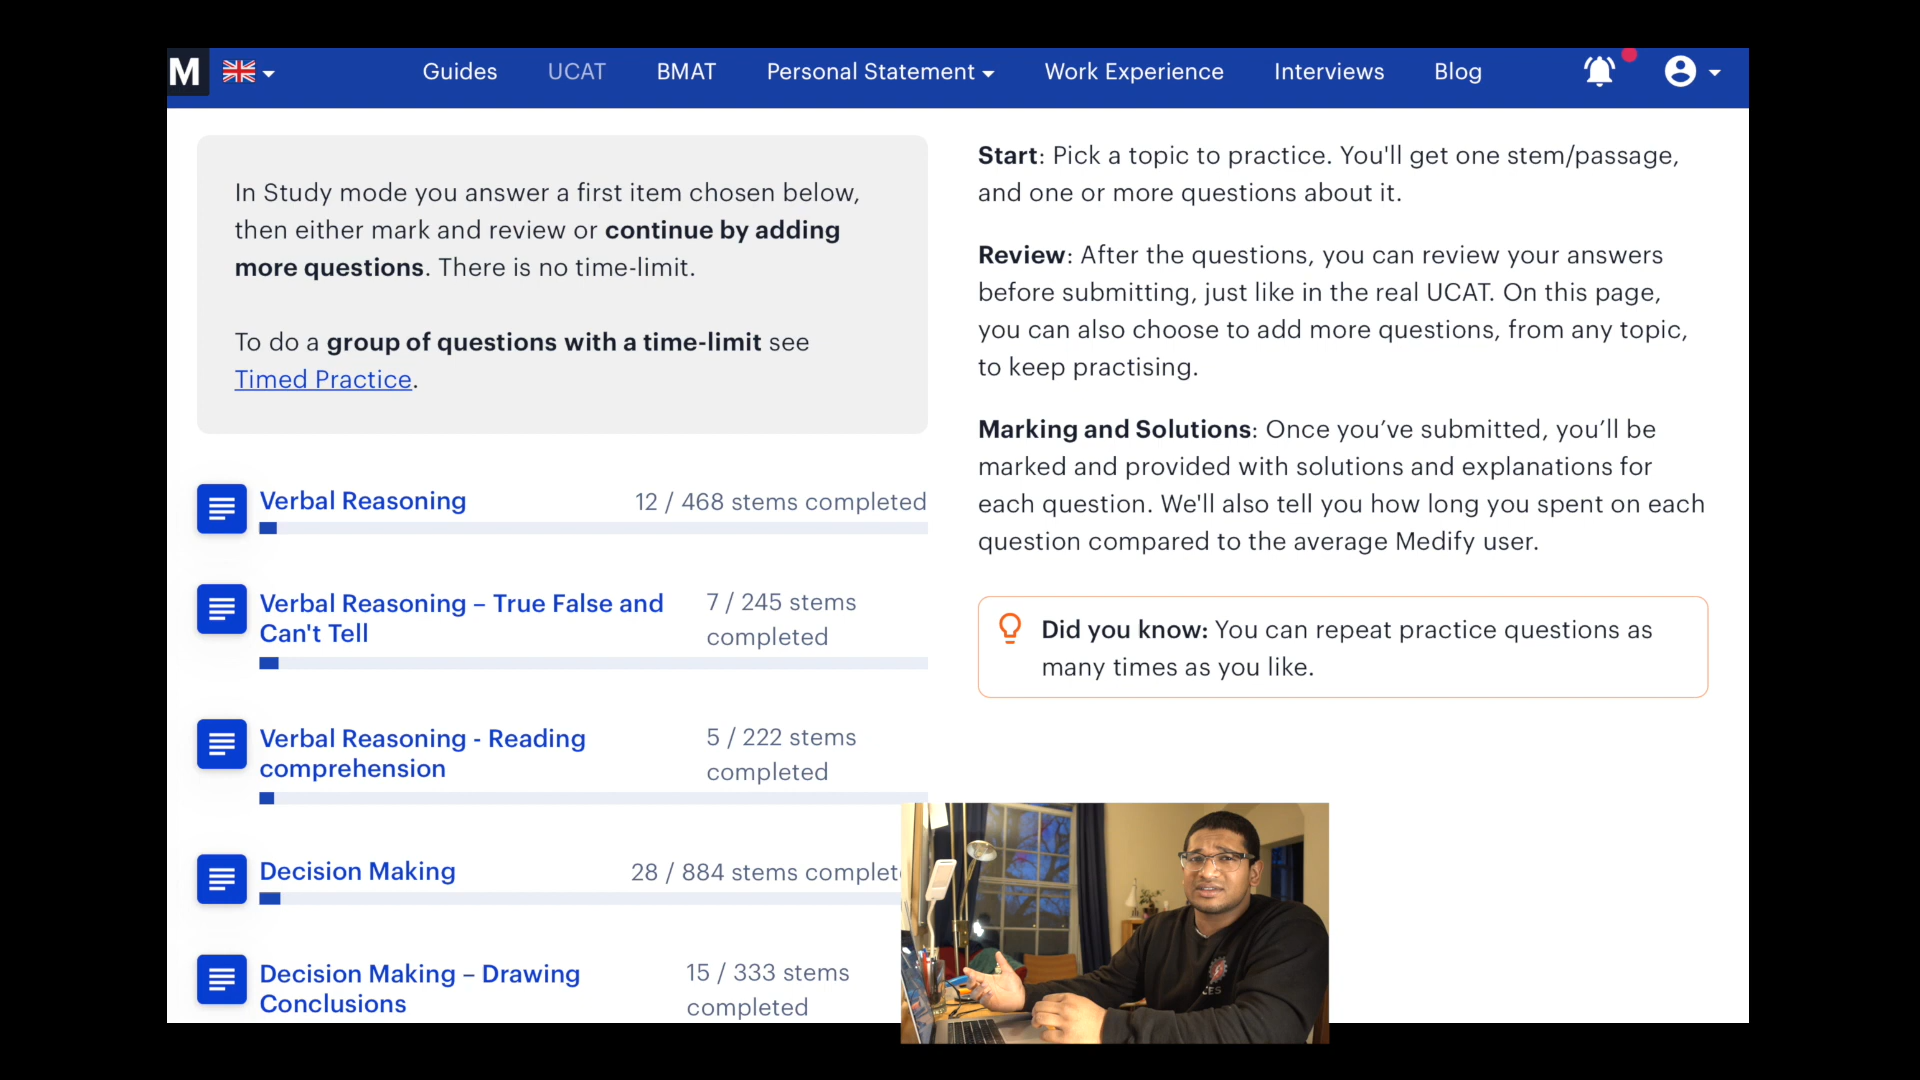 M
Guides UCAT BMAT Personal Statement Work Experience Interviews Blog
In Study mode you answer a first item chosen below,
then either mark and review or continue by adding
more questions. There is no time-limit.
To do a group of questions with a time-limit see
Timed Practice.
Verbal Reasoning 12 / 468 stems completed
Verbal Reasoning – True False and
Can't Tell
7 / 245 stems
completed
Verbal Reasoning - Reading
comprehension
5 / 222 stems
completed
Decision Making 28 / 884 stems complet
Decision Making – Drawing
Conclusions
15 / 333 stems
completed
Start: Pick a topic to practice. You'll get one stem/passage,
and one or more questions about it.
Review: After the questions, you can review your answers
before submitting, just like in the real UCAT. On this page,
you can also choose to add more questions, from any topic,
to keep practising.
Marking and Solutions: Once you’ve submitted, you’ll be
marked and provided with solutions and explanations for
each question. We'll also tell you how long you spent on each
question compared to the average Medify user.
Did you know: You can repeat practice questions as
many times as you like.